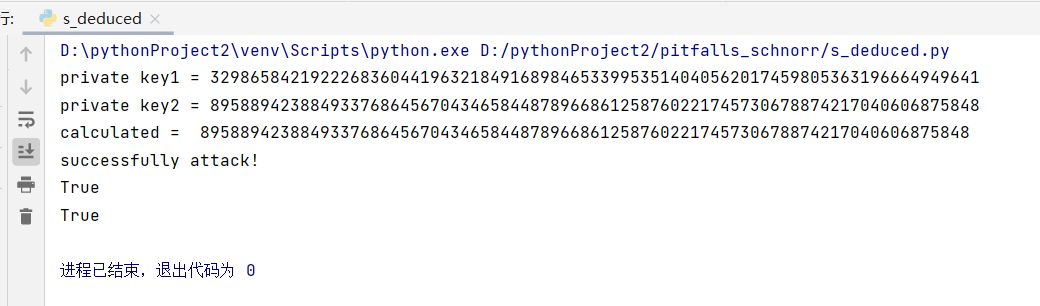 行: s_deduced
D:\pythonProject2\venv\Scripts\python.exe D:/pythonProject2/pitfalls_schnorr/s_deduced.py
private key1 = 32986584219222683604419632184916898465339953514040562017459805363196664949641
private key2 = 89588942388493376864567043465844878966861258760221745730678874217040606875848
calculated =  89588942388493376864567043465844878966861258760221745730678874217040606875848
successfully attack!
True
True
进程已结束，退出代码为 0